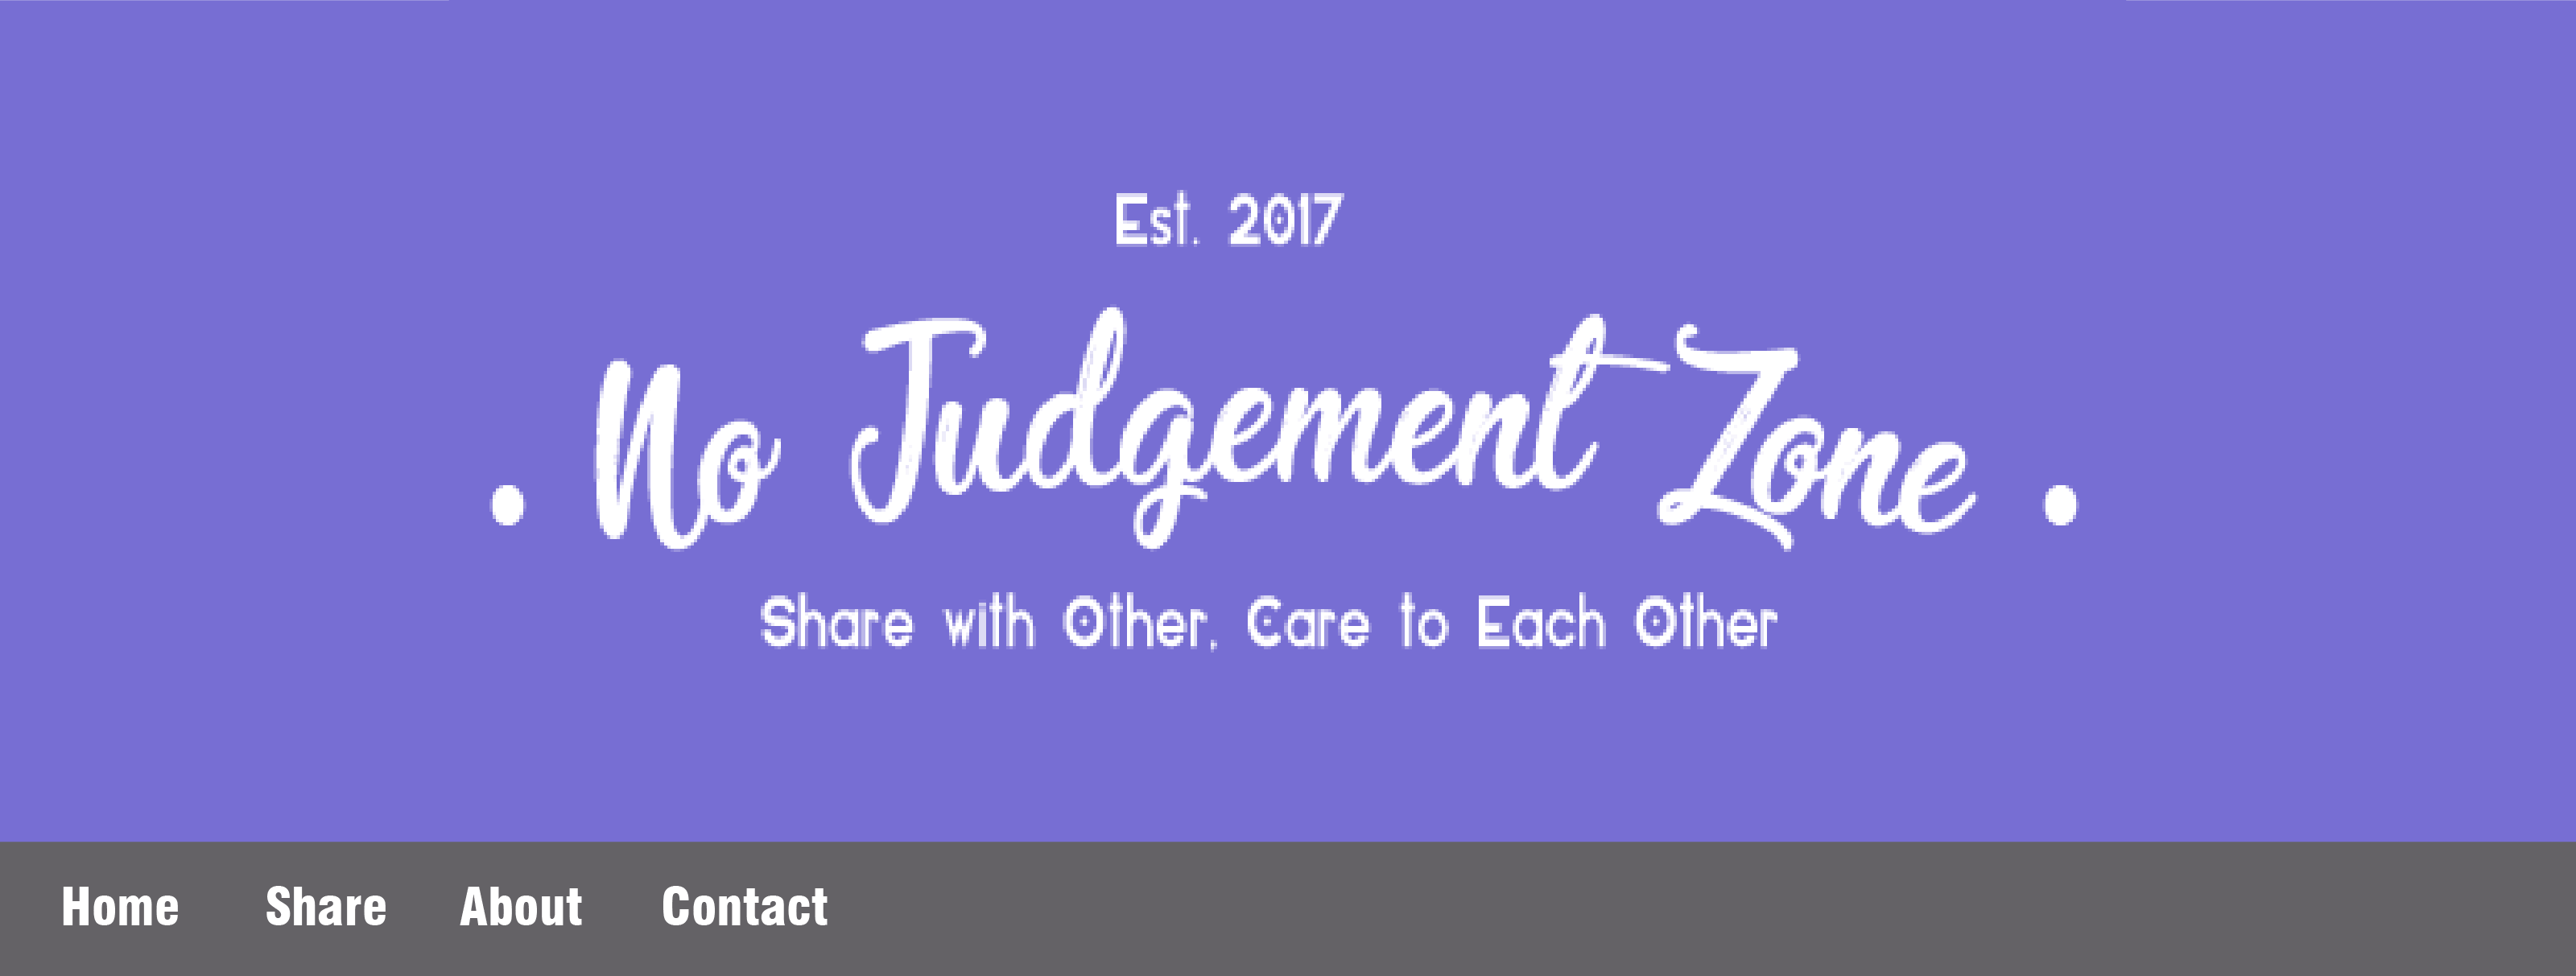 Est. 2017
. No Judgement Zone .
Share with Other, Care to Each Other
Home Share About Contact